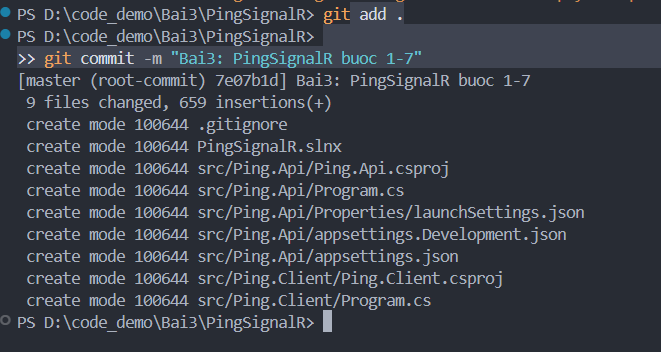 PS D:\code_demo\Bai3\PingSignalR> git add .
PS D:\code_demo\Bai3\PingSignalR>
>> git commit -m "Bai3: PingSignalR buoc 1-7"
[master (root-commit) 7e07b1d] Bai3: PingSignalR buoc 1-7
 9 files changed, 659 insertions(+)
 create mode 100644 .gitignore
 create mode 100644 PingSignalR.slnx
 create mode 100644 src/Ping.Api/Ping.Api.csproj
 create mode 100644 src/Ping.Api/Program.cs
 create mode 100644 src/Ping.Api/Properties/launchSettings.json
 create mode 100644 src/Ping.Api/appsettings.Development.json
 create mode 100644 src/Ping.Api/appsettings.json
 create mode 100644 src/Ping.Client/Ping.Client.csproj
 create mode 100644 src/Ping.Client/Program.cs
PS D:\code_demo\Bai3\PingSignalR>